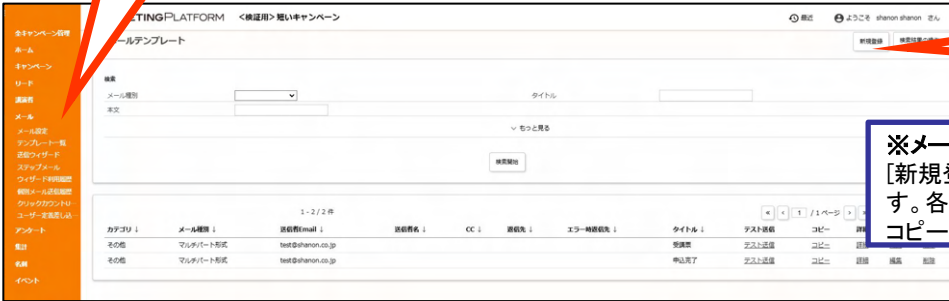 ETINGPLATFORM <検証用>短いキャンペーン
最近 ようこそ shanon shanon さん
全キャンペーン管理
ホーム
キャンペーン
リード
講演者
メール
メール設定
テンプレート一覧
送信ウィザード
ステップメール
ウィザード利用履歴
個別メール送信履歴
クリックカウントURL
ユーザー定義差し込
アンケート
集計
名刺
イベント
ールテンプレート
新規登録
検索
メール種別 タイトル
本文
もっと見る
検索開始
1 - 2 / 2 件
« ‹ 1 / 1 ページ ›
カテゴリ ↓ メール種別 ↓ 送信者Email ↓ 送信者名 ↓ CC ↓ 返信先 ↓ エラー時返信先 ↓ タイトル ↓ テスト送信 コピー
その他 マルチパート形式 test@shanon.co.jp 受講票 テスト送信 コピー 詳細 編集 削除
その他 マルチパート形式 test@shanon.co.jp 申込完了 テスト送信 コピー 詳細 編集 削除
※メー
[新規登
す。各
コピー